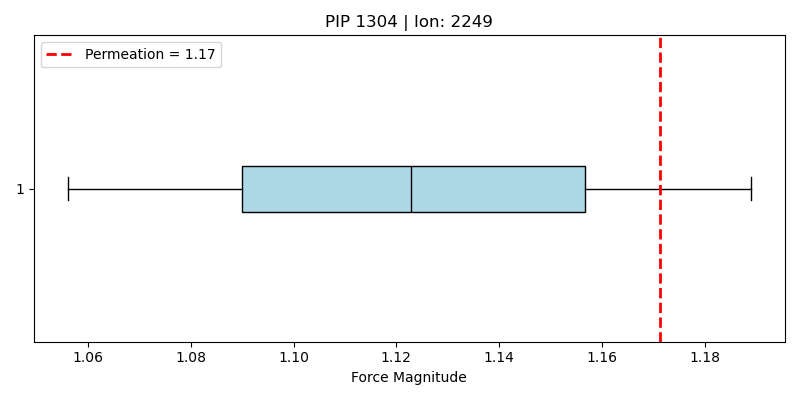 PIP 1304 | Ion: 2249
Permeation = 1.17
1
1.06 1.08 1.10 1.12 1.14 1.16 1.18
Force Magnitude